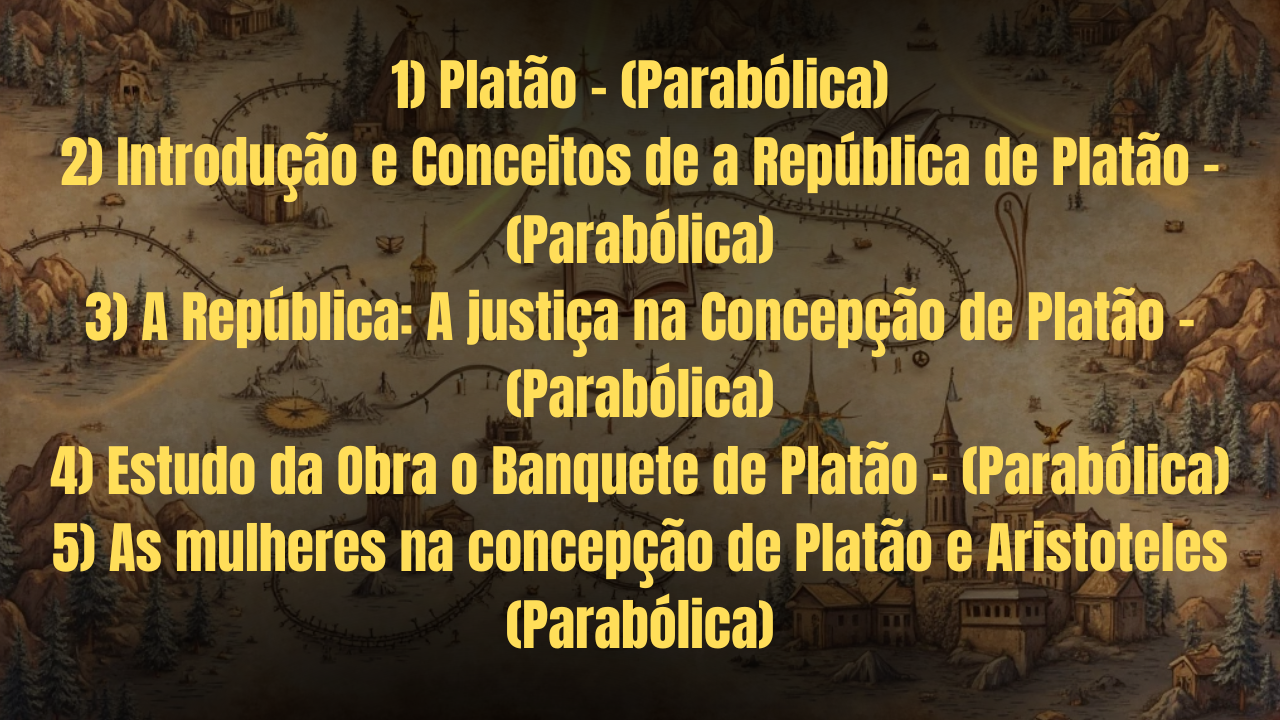 1) Platão - (Parabólica)
2) Introdução e Conceitos de a República de Platão -
(Parabólica)
3) A República: A justiça na Concepção de Platão -
(Parabólica)
4) Estudo da Obra o Banquete de Platão - (Parabólica)
5) As mulheres na concepção de Platão e Aristoteles
(Parabólica)